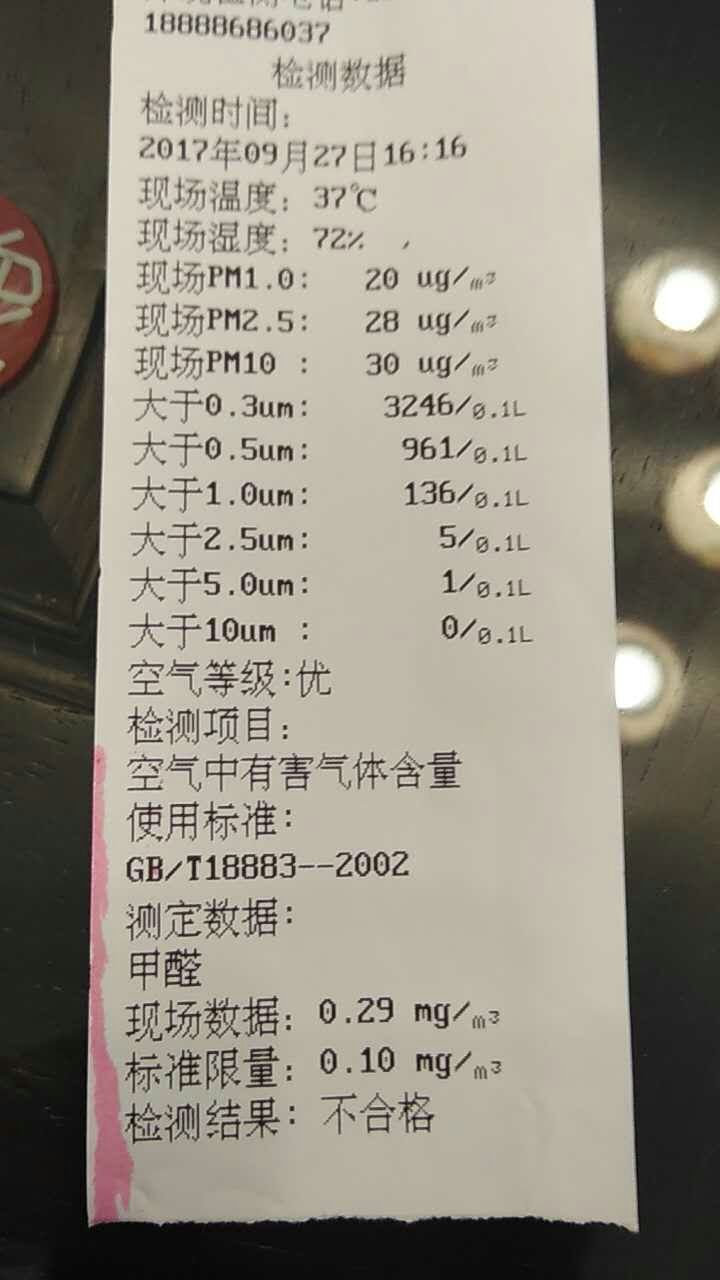 18888686037
检测数据
检测时间:
2017年09月27日16:16
现场温度: 37℃
现场湿度: 72%
现场PM1.0: 20 ug/m³
现场PM2.5: 28 ug/m³
现场PM10 : 30 ug/m³
大于0.3um: 3246/0.1L
大于0.5um: 961/0.1L
大于1.0um: 136/0.1L
大于2.5um: 5/0.1L
大于5.0um: 1/0.1L
大于10um : 0/0.1L
空气等级:优
检测项目:
空气中有害气体含量
使用标准:
GB/T18883--2002
测定数据:
甲醛
现场数据: 0.29 mg/m³
标准限量: 0.10 mg/m³
检测结果: 不合格